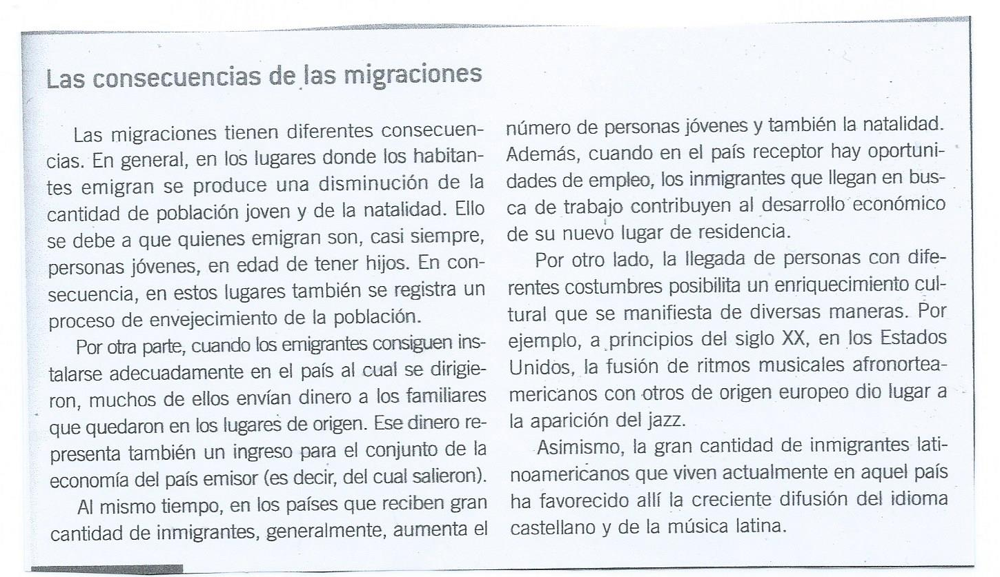 Las consecuencias de las migraciones
Las migraciones tienen diferentes consecuen-
cias. En general, en los lugares donde los habitan-
tes emigran se produce una disminución de la
cantidad de población joven y de la natalidad. Ello
se debe a que quienes emigran son, casi siempre,
personas jóvenes, en edad de tener hijos. En con-
secuencia, en estos lugares también se registra un
proceso de envejecimiento de la población.
Por otra parte, cuando los emigrantes consiguen ins-
talarse adecuadamente en el país al cual se dirigie-
ron, muchos de ellos envían dinero a los familiares
que quedaron en los lugares de origen. Ese dinero re-
presenta también un ingreso para el conjunto de la
economía del país emisor (es decir, del cual salieron).
Al mismo tiempo, en los países que reciben gran
cantidad de inmigrantes, generalmente, aumenta el
número de personas jóvenes y también la natalidad.
Además, cuando en el país receptor hay oportuni-
dades de empleo, los inmigrantes que llegan en bus-
ca de trabajo contribuyen al desarrollo económico
de su nuevo lugar de residencia.
Por otro lado, la llegada de personas con dife-
rentes costumbres posibilita un enriquecimiento cul-
tural que se manifiesta de diversas maneras. Por
ejemplo, a principios del siglo XX, en los Estados
Unidos, la fusión de ritmos musicales afronortea-
mericanos con otros de origen europeo dio lugar a
la aparición del jazz.
Asimismo, la gran cantidad de inmigrantes lati-
noamericanos que viven actualmente en aquel país
ha favorecido allí la creciente difusión del idioma
castellano y de la música latina.